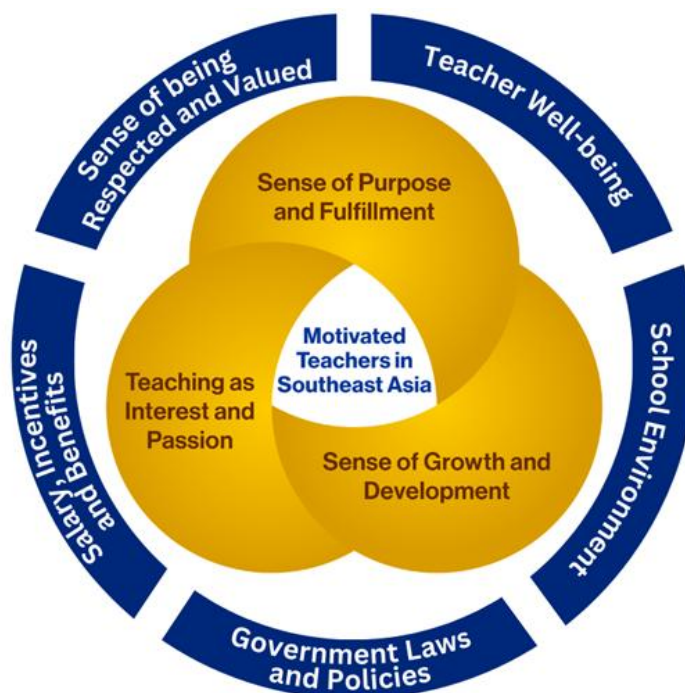 Sense of being
Respected and Valued
Teacher Well-being
Sense of Purpose
and Fulfillment
Motivated
Teachers in
Southeast Asia
Teaching as
Interest and
Passion
Sense of Growth and
Development
Salary, Incentives
and Benefits
School Environment
Government Laws
and Policies